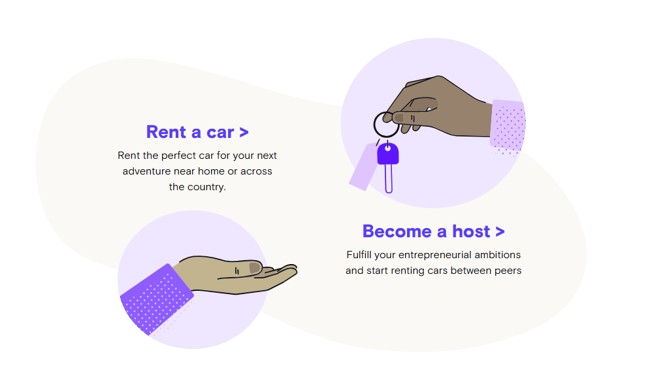 Rent a car >
Rent the perfect car for your next
adventure near home or across
the country.
Become a host >
Fulfill your entrepreneurial ambitions
and start renting cars between peers